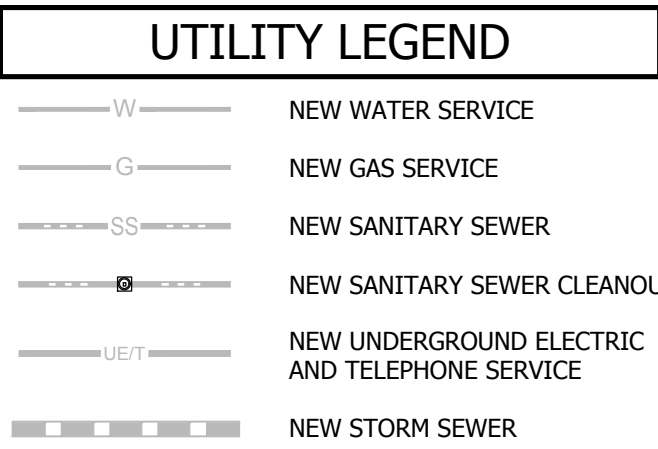 UTILITY LEGEND
W NEW WATER SERVICE
G NEW GAS SERVICE
SS NEW SANITARY SEWER
NEW SANITARY SEWER CLEANOU
UE/T NEW UNDERGROUND ELECTRIC
AND TELEPHONE SERVICE
NEW STORM SEWER